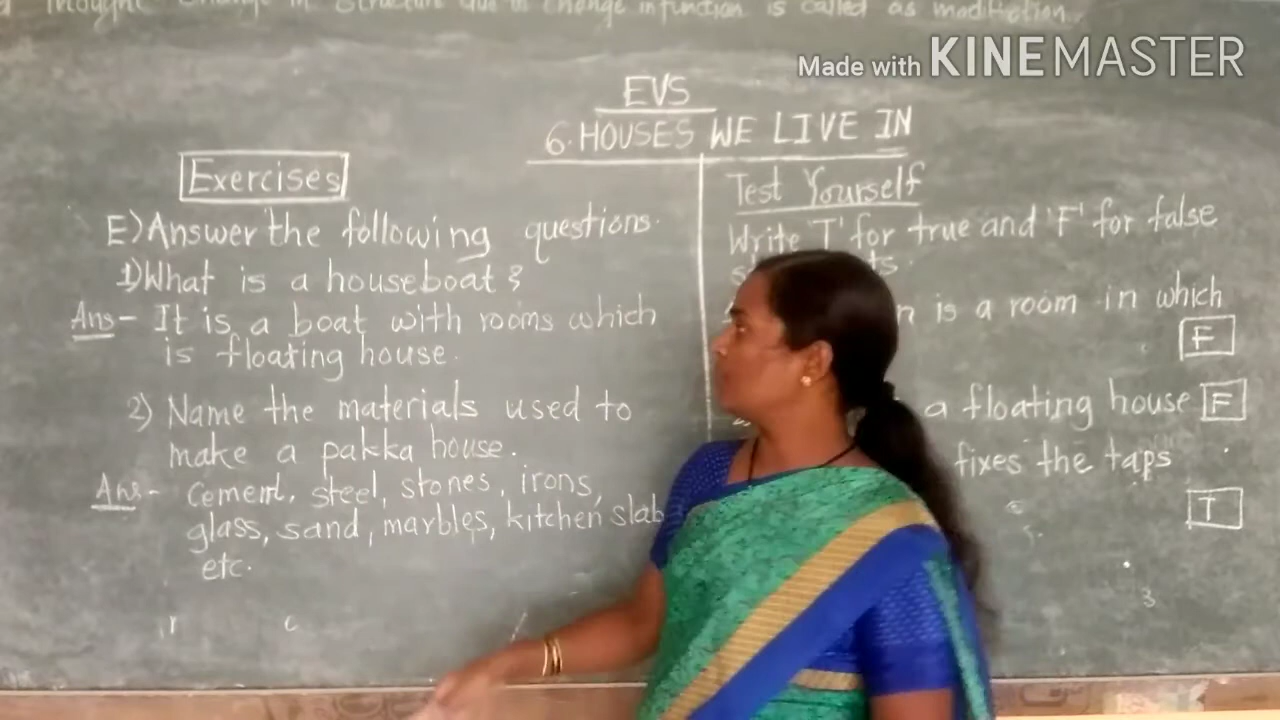 Thought Change in structure due to change in function is called as modifiction.
Made with KINEMASTER
EVS
6. HOUSES WE LIVE IN
Exercises
E) Answer the following questions.
1) What is a houseboat?
Ans - It is a boat with rooms which
is floating house.
2) Name the materials used to
make a pakka house.
Ans - Cement, steel, stones, irons,
glass, sand, marbles, kitchen slab
etc.
Test Yourself
Write 'T' for true and 'F' for false
is a room in which
F
a floating house F
fixes the taps
T